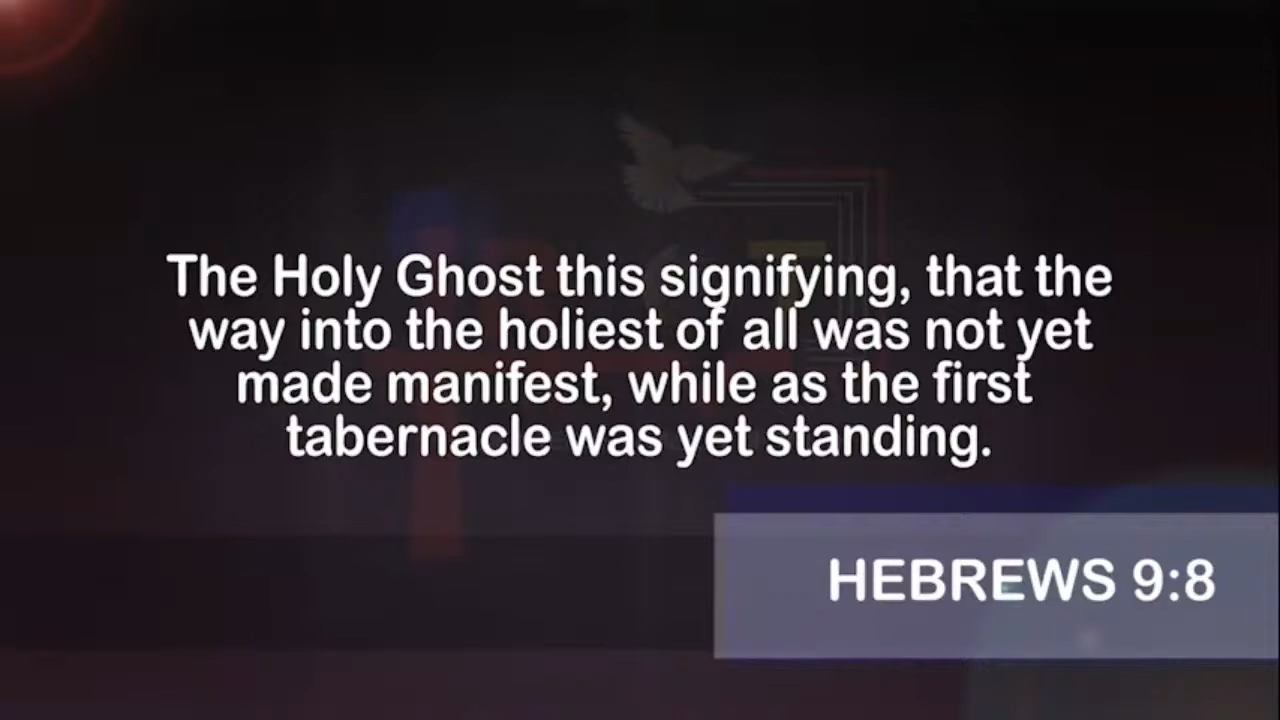 The Holy Ghost this signifying, that the
way into the holiest of all was not yet
made manifest, while as the first
tabernacle was yet standing.
HEBREWS 9:8